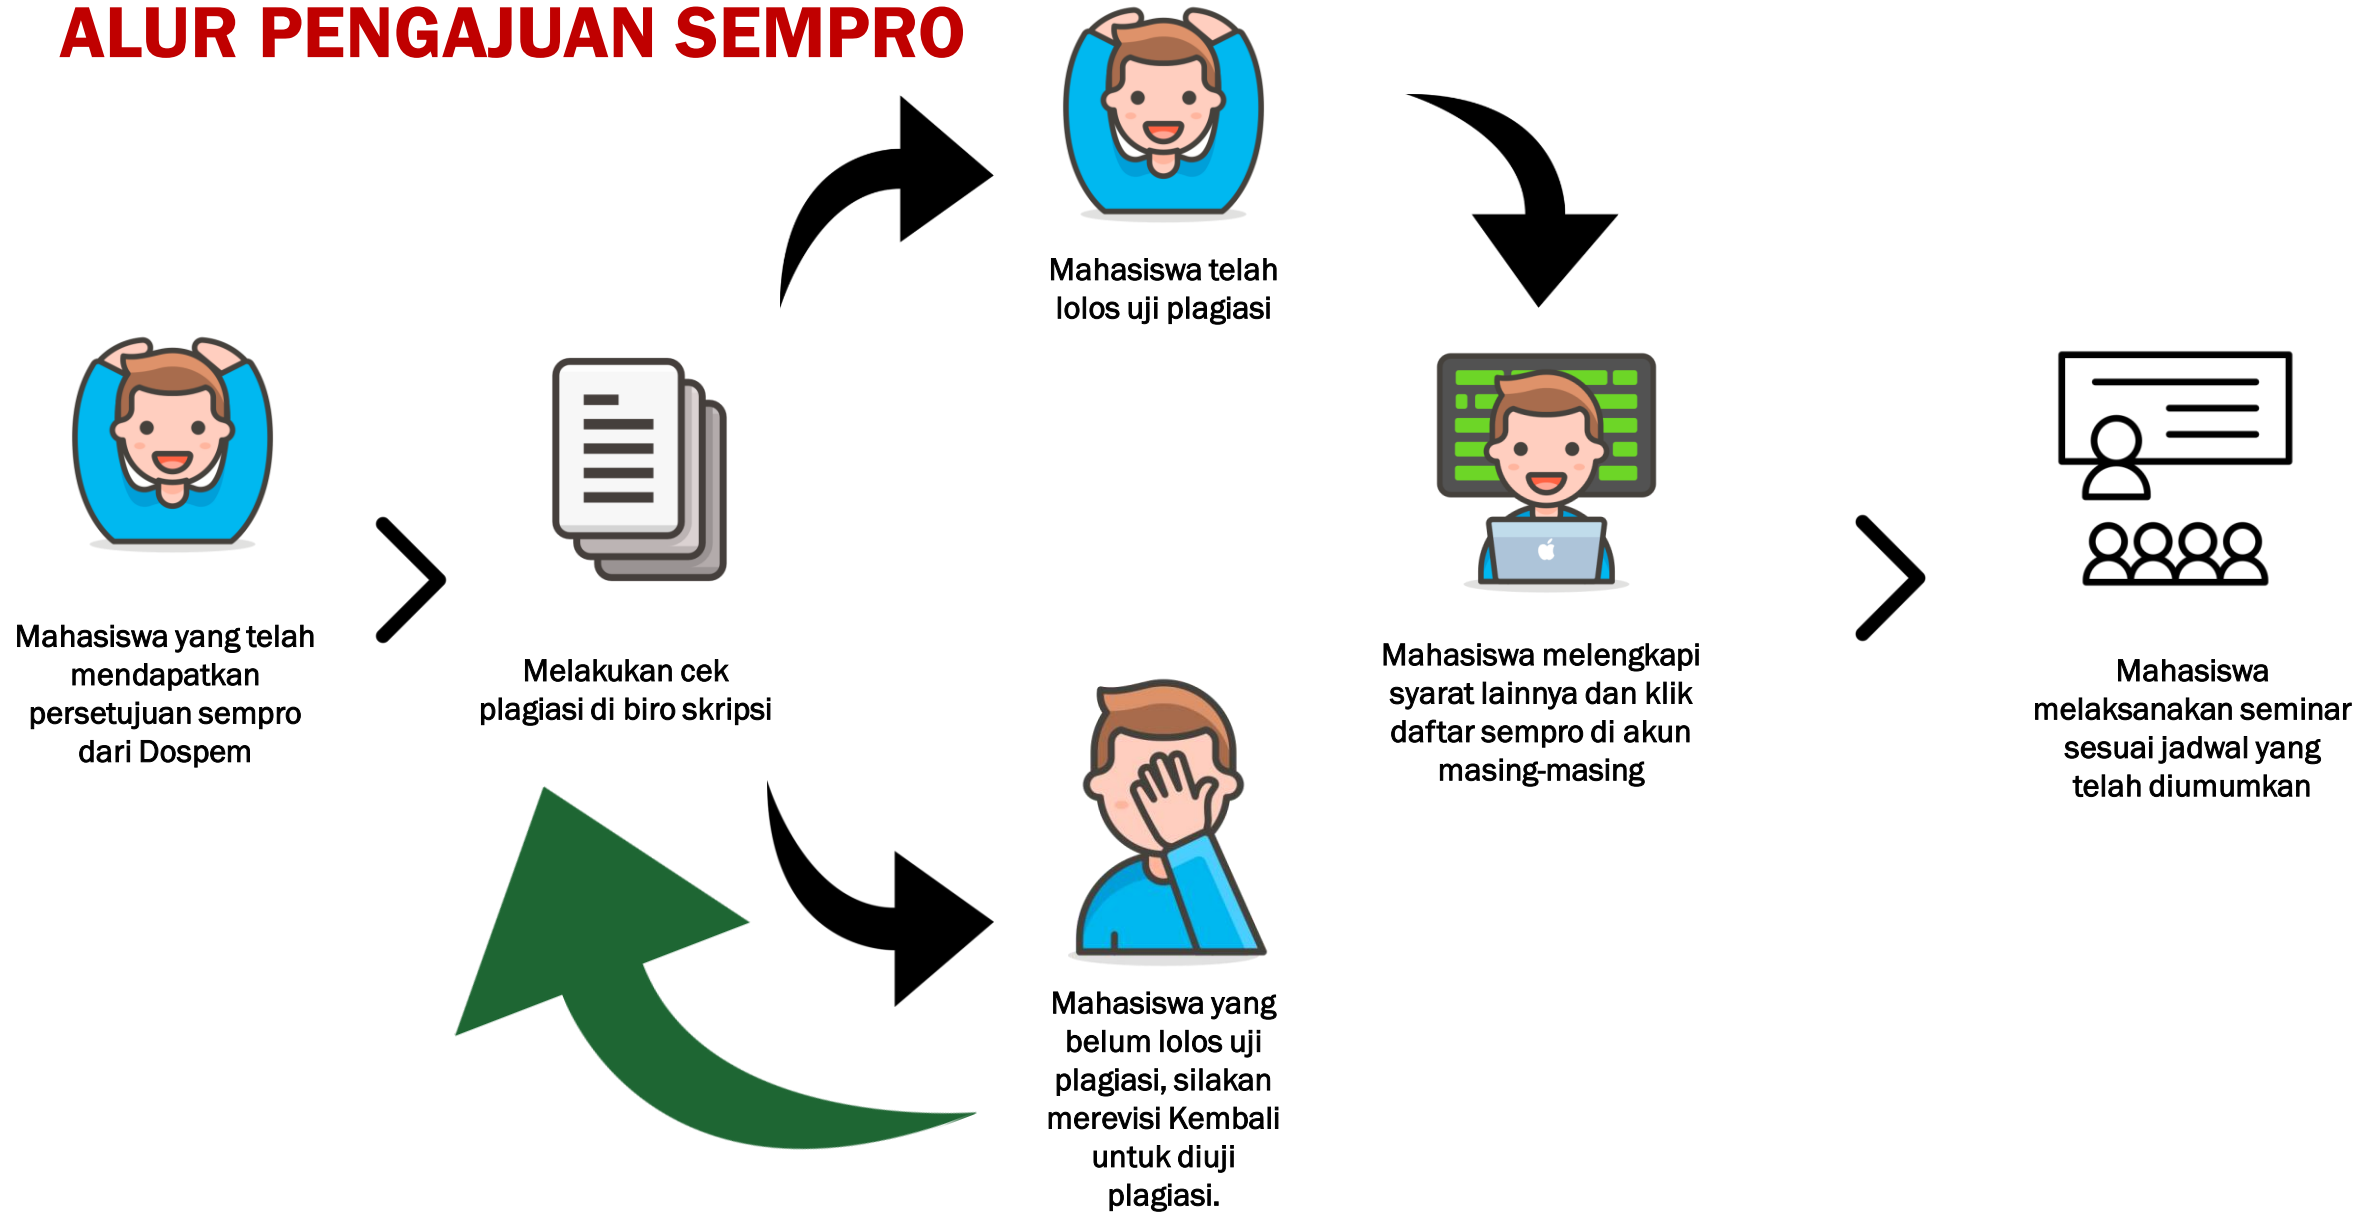 ALUR PENGAJUAN SEMPRO
Mahasiswa yang telah
mendapatkan
persetujuan sempro
dari Dospem
Melakukan cek
plagiasi di biro skripsi
Mahasiswa telah
lolos uji plagiasi
Mahasiswa yang
belum lolos uji
plagiasi, silakan
merevisi Kembali
untuk diuji
plagiasi.
Mahasiswa melengkapi
syarat lainnya dan klik
daftar sempro di akun
masing-masing
Mahasiswa
melaksanakan seminar
sesuai jadwal yang
telah diumumkan